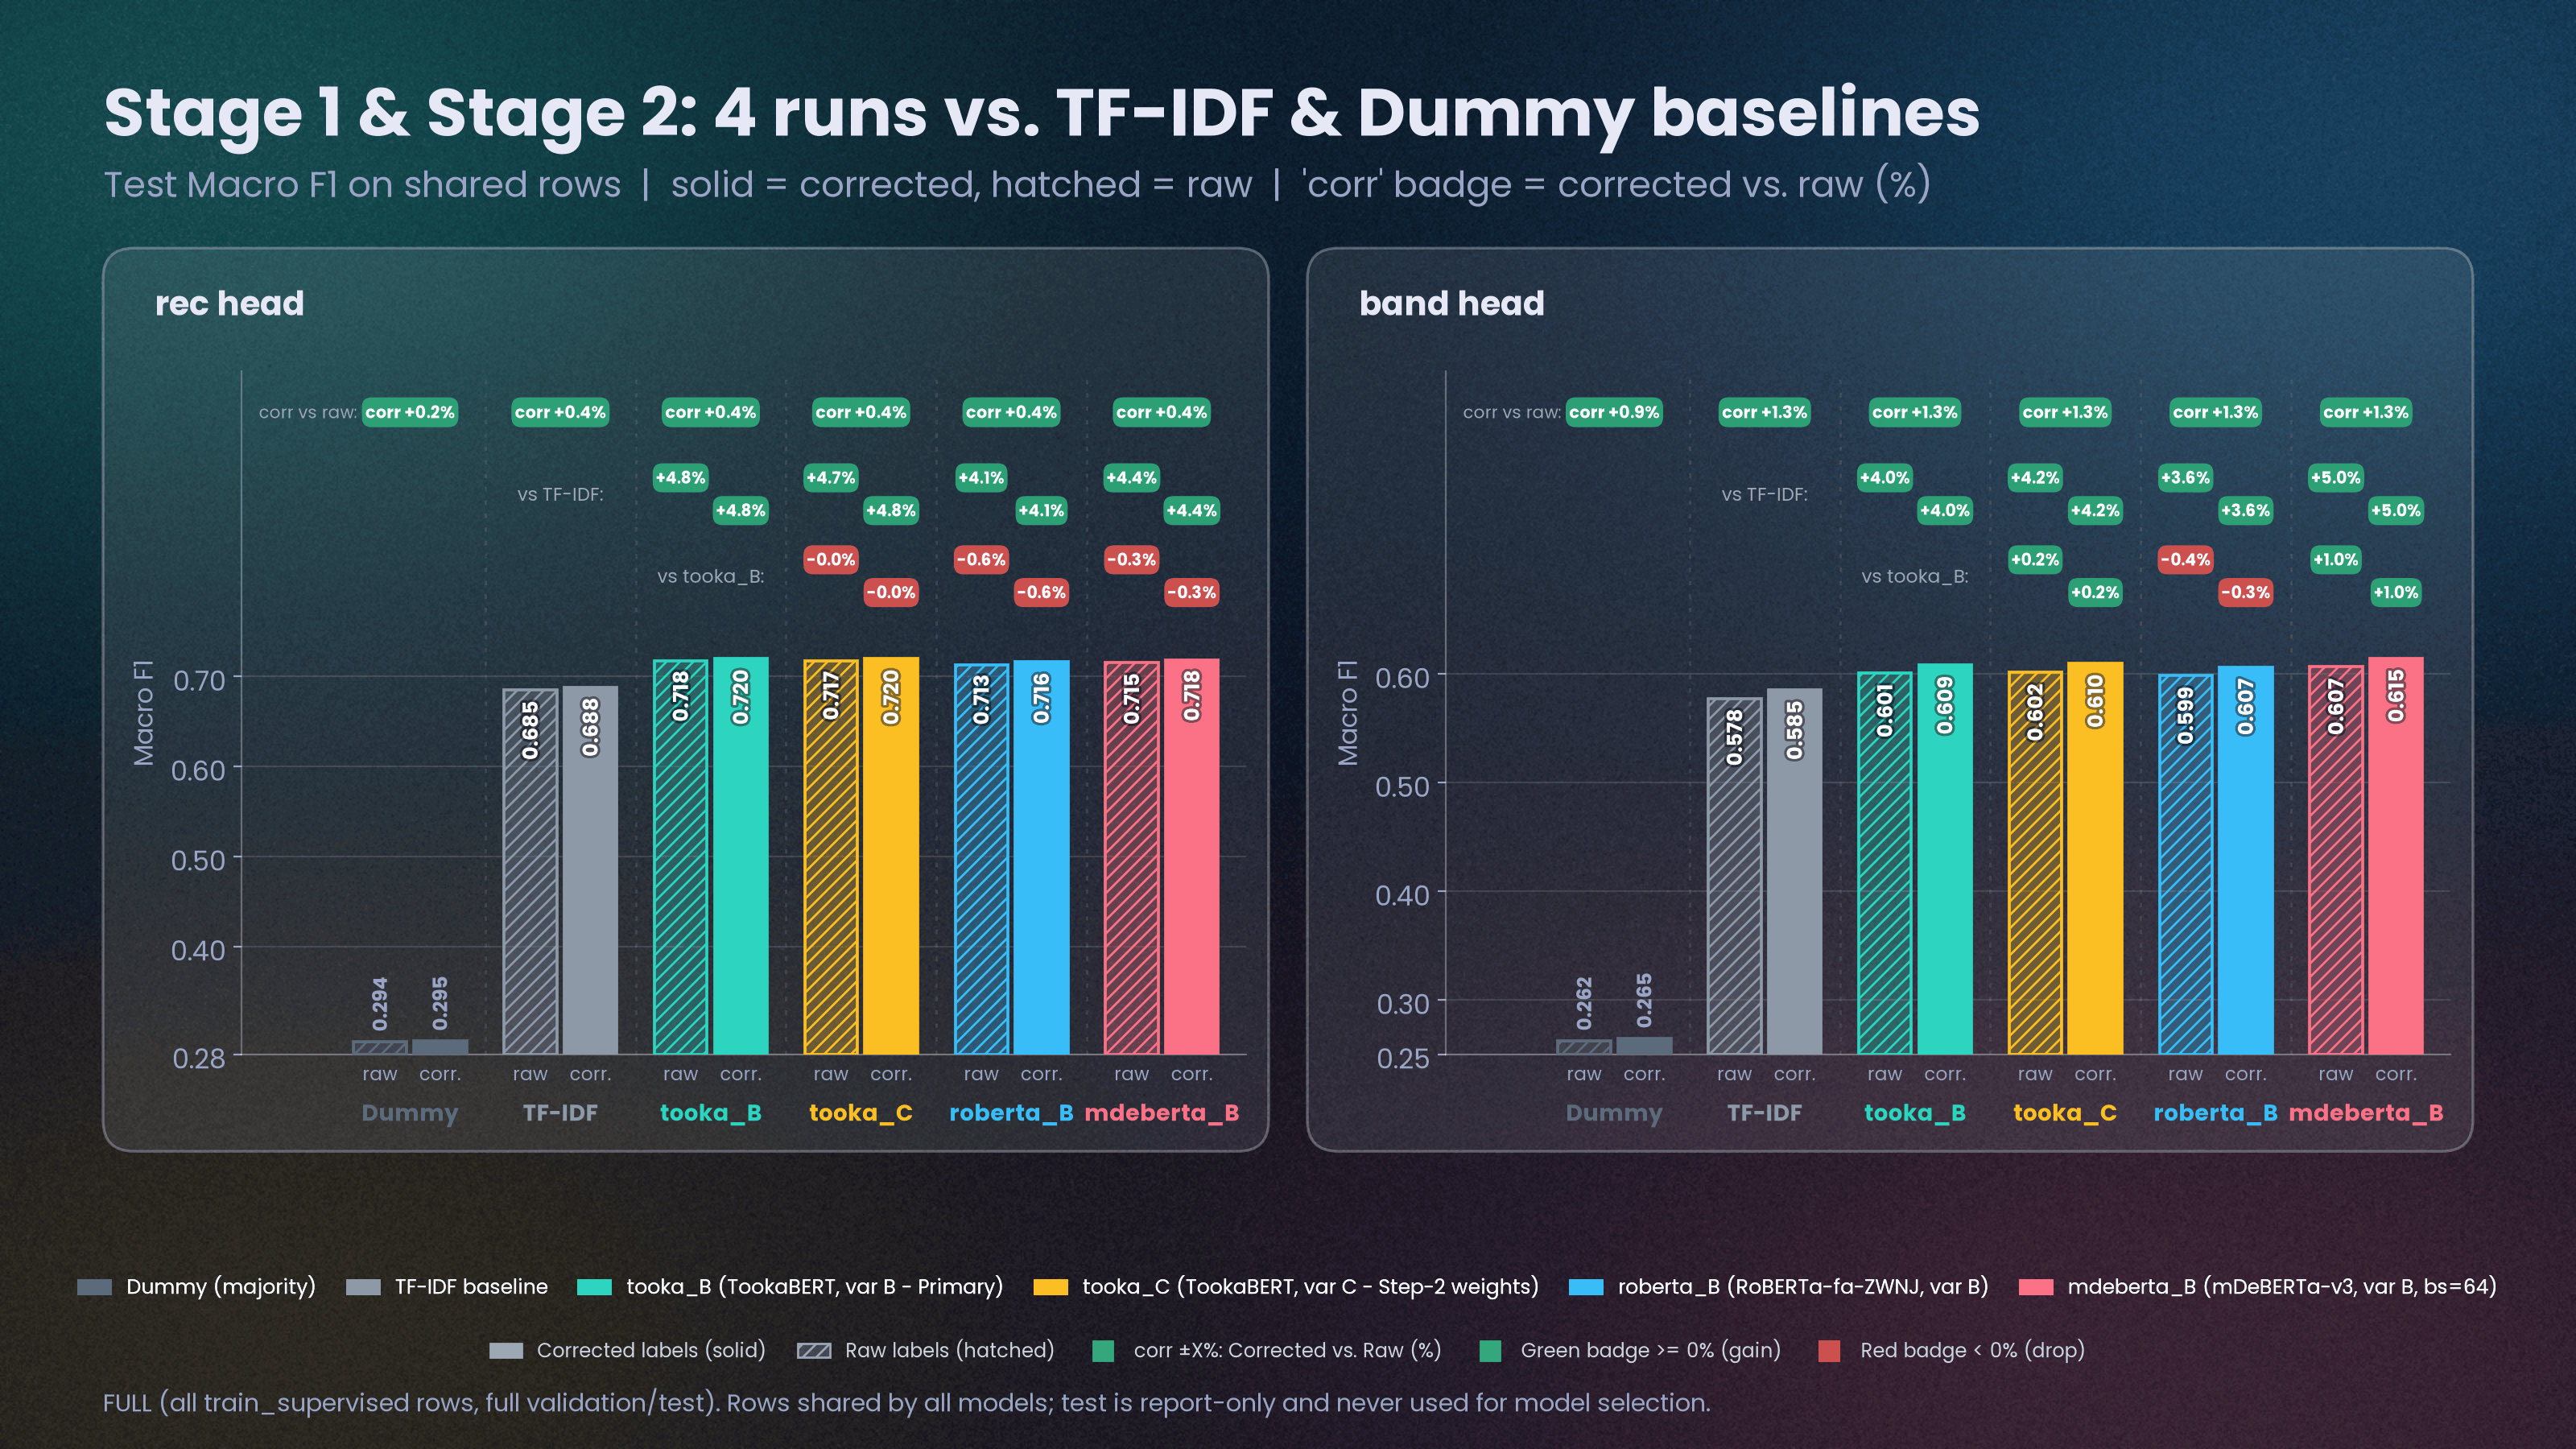 Stage 1 & Stage 2: 4 runs vs. TF-IDF & Dummy baselines
Test Macro F1 on shared rows | solid = corrected, hatched = raw | 'corr' badge = corrected vs. raw (%)
rec head
corr vs raw: corr +0.2% corr +0.4% corr +0.4% corr +0.4% corr +0.4% corr +0.4%
vs TF-IDF: +4.8% +4.8% +4.7% +4.8% +4.1% +4.1% +4.4% +4.4%
vs tooka_B: −0.0% −0.0% −0.6% −0.6% −0.3% −0.3%
Macro F1
0.70
0.60
0.50
0.40
0.28
0.294 0.295 0.685 0.688 0.718 0.720 0.717 0.720 0.713 0.716 0.715 0.718
raw corr. raw corr. raw corr. raw corr. raw corr. raw corr.
Dummy TF-IDF tooka_B tooka_C roberta_B mdeberta_B
band head
corr vs raw: corr +0.9% corr +1.3% corr +1.3% corr +1.3% corr +1.3% corr +1.3%
vs TF-IDF: +4.0% +4.0% +4.2% +4.2% +3.6% +3.6% +5.0% +5.0%
vs tooka_B: +0.2% +0.2% −0.4% −0.3% +1.0% +1.0%
Macro F1
0.60
0.50
0.40
0.30
0.25
0.262 0.265 0.578 0.585 0.601 0.609 0.602 0.610 0.599 0.607 0.607 0.615
raw corr. raw corr. raw corr. raw corr. raw corr. raw corr.
Dummy TF-IDF tooka_B tooka_C roberta_B mdeberta_B
Dummy (majority) TF-IDF baseline tooka_B (TookaBERT, var B - Primary) tooka_C (TookaBERT, var C - Step-2 weights) roberta_B (RoBERTa-fa-ZWNJ, var B) mdeberta_B (mDeBERTa-v3, var B, bs=64)
Corrected labels (solid) Raw labels (hatched) corr ±X%: Corrected vs. Raw (%) Green badge >= 0% (gain) Red badge < 0% (drop)
FULL (all train_supervised rows, full validation/test). Rows shared by all models; test is report-only and never used for model selection.